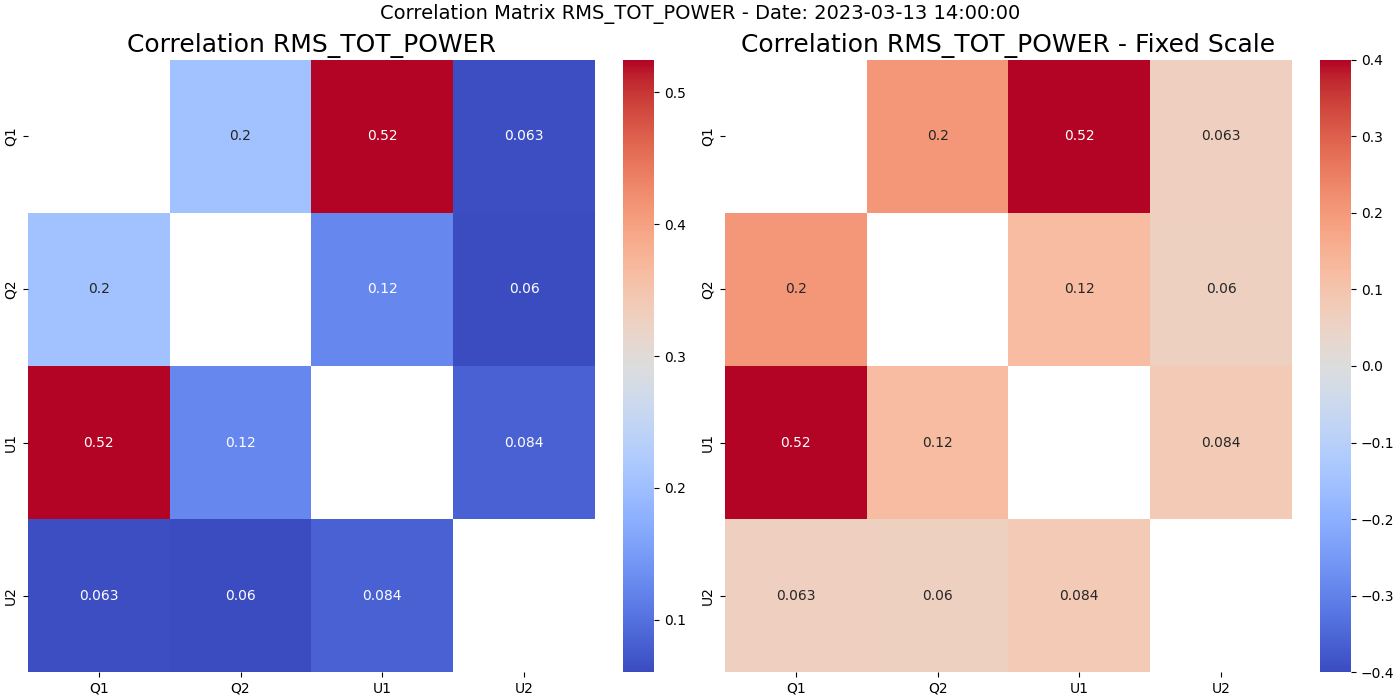 Correlation Matrix RMS_TOT_POWER - Date: 2023-03-13 14:00:00
Correlation RMS_TOT_POWER
Q1
0.2
0.52
0.063
Q2
0.2
0.12
0.06
U1
0.52
0.12
0.084
U2
0.063
0.06
0.084
Q1
Q2
U1
U2
0.5
0.4
0.3
0.2
0.1
Correlation RMS_TOT_POWER - Fixed Scale
Q1
0.2
0.52
0.063
Q2
0.2
0.12
0.06
U1
0.52
0.12
0.084
U2
0.063
0.06
0.084
Q1
Q2
U1
U2
0.4
0.3
0.2
0.1
0.0
−0.1
−0.2
−0.3
−0.4